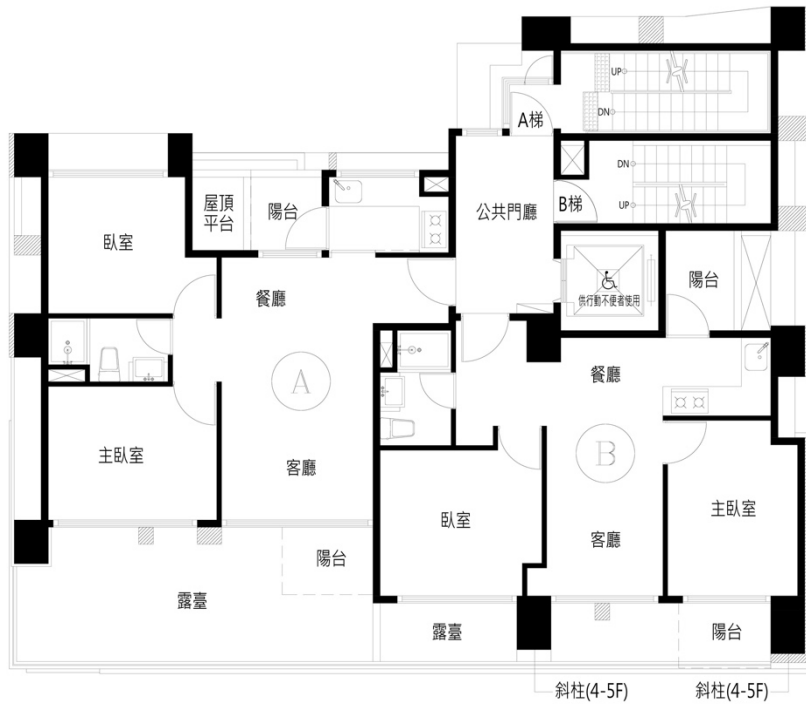 UP
DN
A梯
DN
UP
B梯
公共門廳
屋頂
平台
陽台
臥室
餐廳
供行動不便者使用
陽台
A
餐廳
主臥室
客廳
B
臥室
客廳
主臥室
陽台
露臺
露臺
陽台
斜柱(4-5F)
斜柱(4-5F)